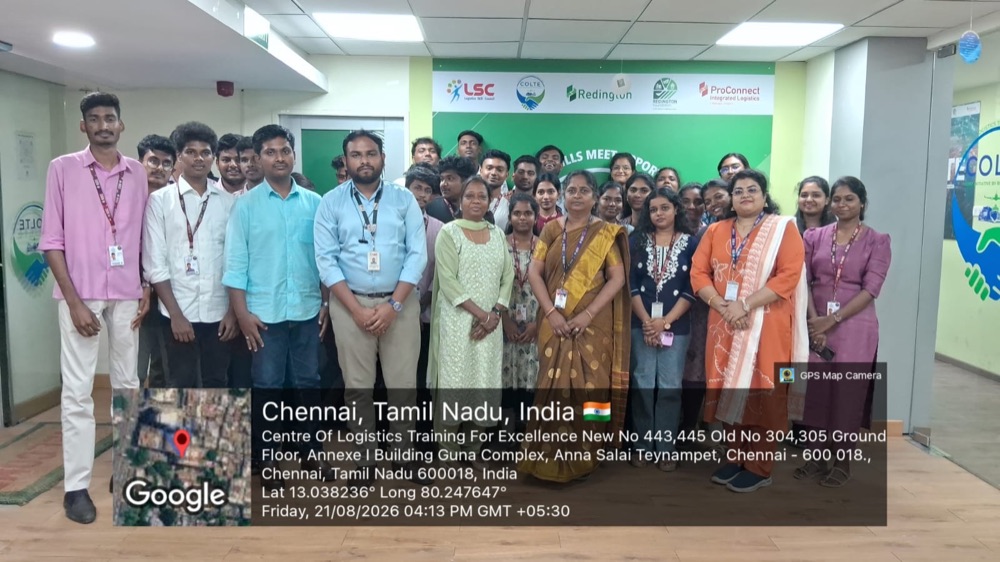 LSC
COLTE
Redington
REDINGTON
ProConnect
Integrated Logistics
COLTE
GPS Map Camera
Chennai, Tamil Nadu, India
Centre Of Logistics Training For Excellence New No 443,445 Old No 304,305 Ground
Floor, Annexe I Building Guna Complex, Anna Salai Teynampet, Chennai - 600 018.,
Chennai, Tamil Nadu 600018, India
Lat 13.038236° Long 80.247647°
Friday, 21/08/2026 04:13 PM GMT +05:30
Google